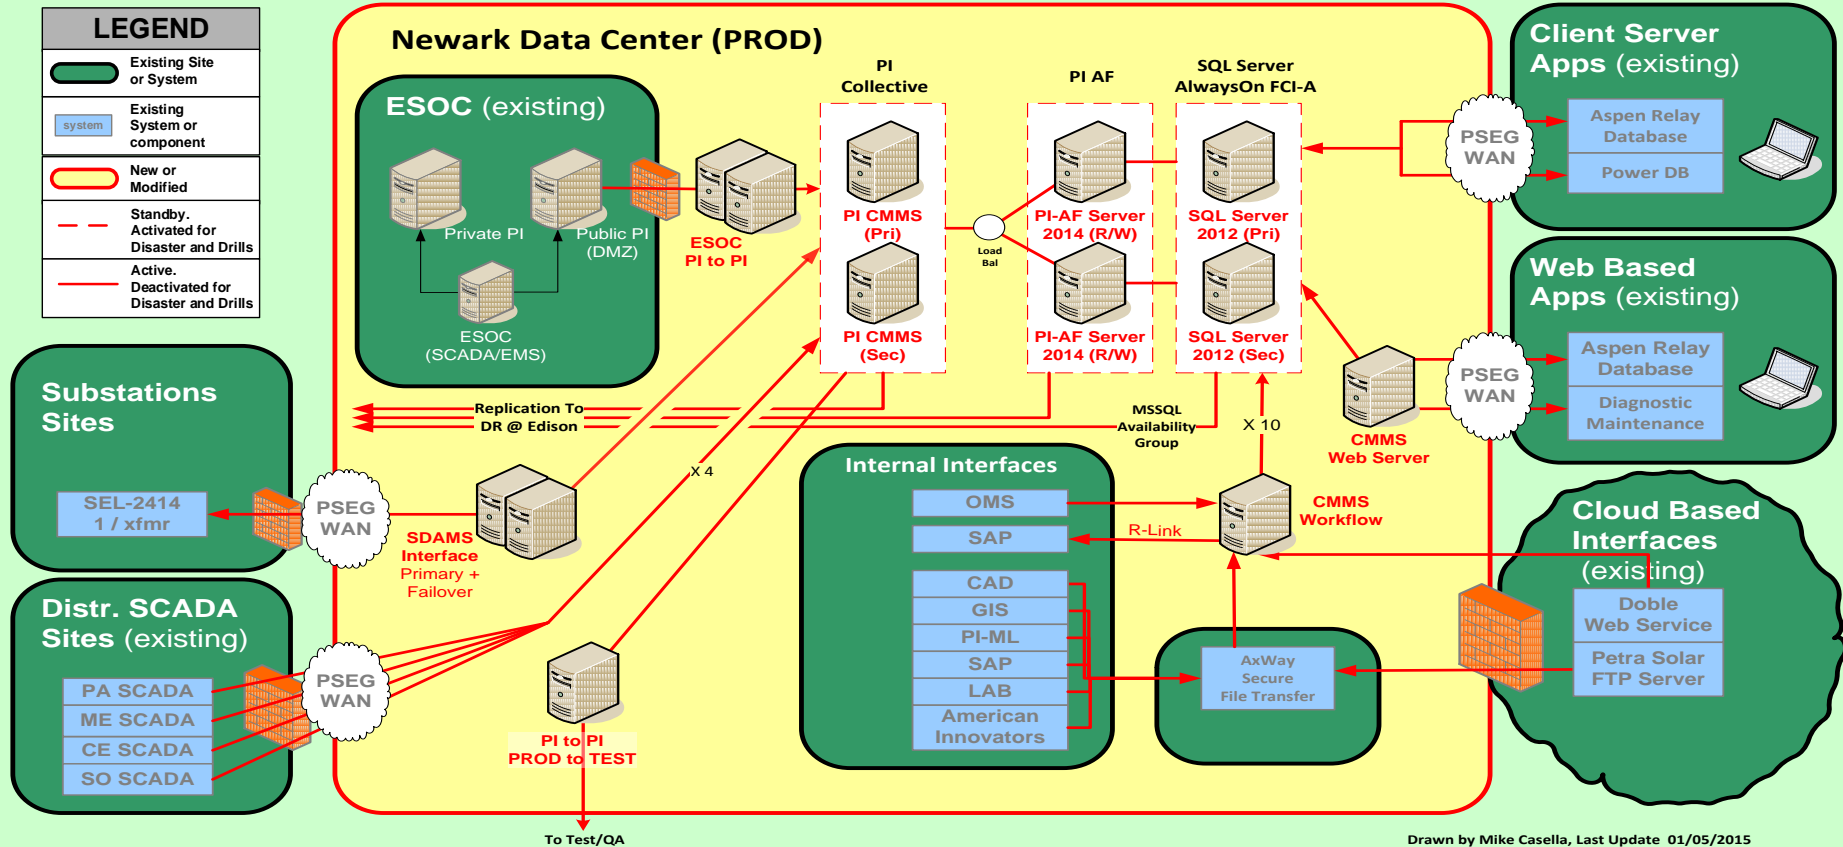 LEGEND
Existing Site
or System
system
Existing
System or
component
New or
Modified
Standby.
Activated for
Disaster and Drills
Active.
Deactivated for
Disaster and Drills
Newark Data Center (PROD)
ESOC (existing)
Private PI
Public PI
(DMZ)
ESOC
(SCADA/EMS)
ESOC
PI to PI
PI
Collective
PI CMMS
(Pri)
PI CMMS
(Sec)
Load
Bal
PI AF
PI-AF Server
2014 (R/W)
PI-AF Server
2014 (R/W)
SQL Server
AlwaysOn FCI-A
SQL Server
2012 (Pri)
SQL Server
2012 (Sec)
Client Server
Apps (existing)
PSEG
WAN
Aspen Relay
Database
Power DB
Web Based
Apps (existing)
PSEG
WAN
Aspen Relay
Database
Diagnostic
Maintenance
CMMS
Web Server
Replication To
DR @ Edison
MSSQL
Availability
Group
X 10
X 4
Substations
Sites
SEL-2414
1 / xfmr
PSEG
WAN
SDAMS
Interface
Primary +
Failover
Distr. SCADA
Sites (existing)
PA SCADA
ME SCADA
CE SCADA
SO SCADA
PSEG
WAN
PI to PI
PROD to TEST
To Test/QA
Internal Interfaces
OMS
SAP
CAD
GIS
PI-ML
SAP
LAB
American
Innovators
R-Link
CMMS
Workflow
AxWay
Secure
File Transfer
Cloud Based
Interfaces
(existing)
Doble
Web Service
Petra Solar
FTP Server
Drawn by Mike Casella, Last Update 01/05/2015